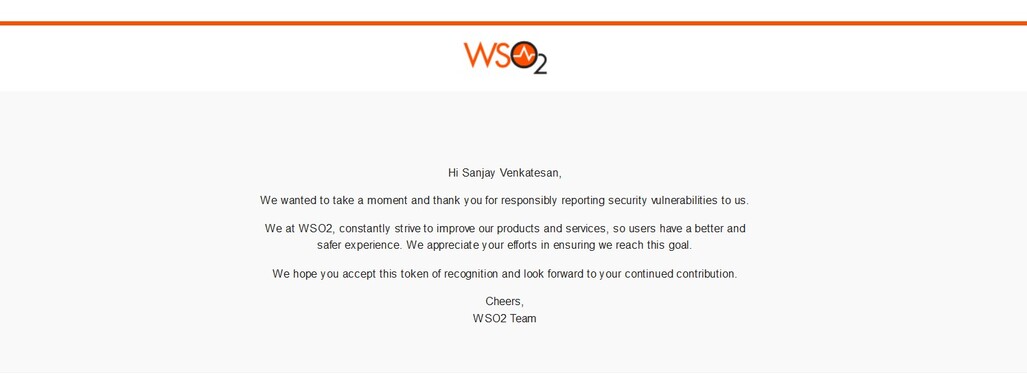 WSO2
Hi Sanjay Venkatesan,
We wanted to take a moment and thank you for responsibly reporting security vulnerabilities to us.
We at WSO2, constantly strive to improve our products and services, so users have a better and
safer experience. We appreciate your efforts in ensuring we reach this goal.
We hope you accept this token of recognition and look forward to your continued contribution.
Cheers,
WSO2 Team